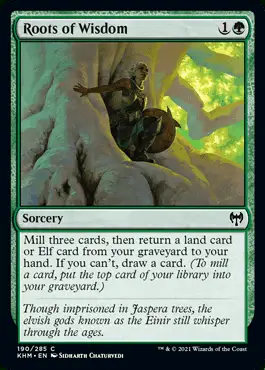 Roots of Wisdom 1
Sorcery
Mill three cards, then return a land card
or Elf card from your graveyard to your
hand. If you can't, draw a card. (To mill
a card, put the top card of your library
into your graveyard.)
Though imprisoned in Jaspera trees, the
elvish gods known as the Einir still whisper
through the ages.
190/285 C
KHM • EN Sidharth Chaturvedi
™ & © 2021 Wizards of the Coast